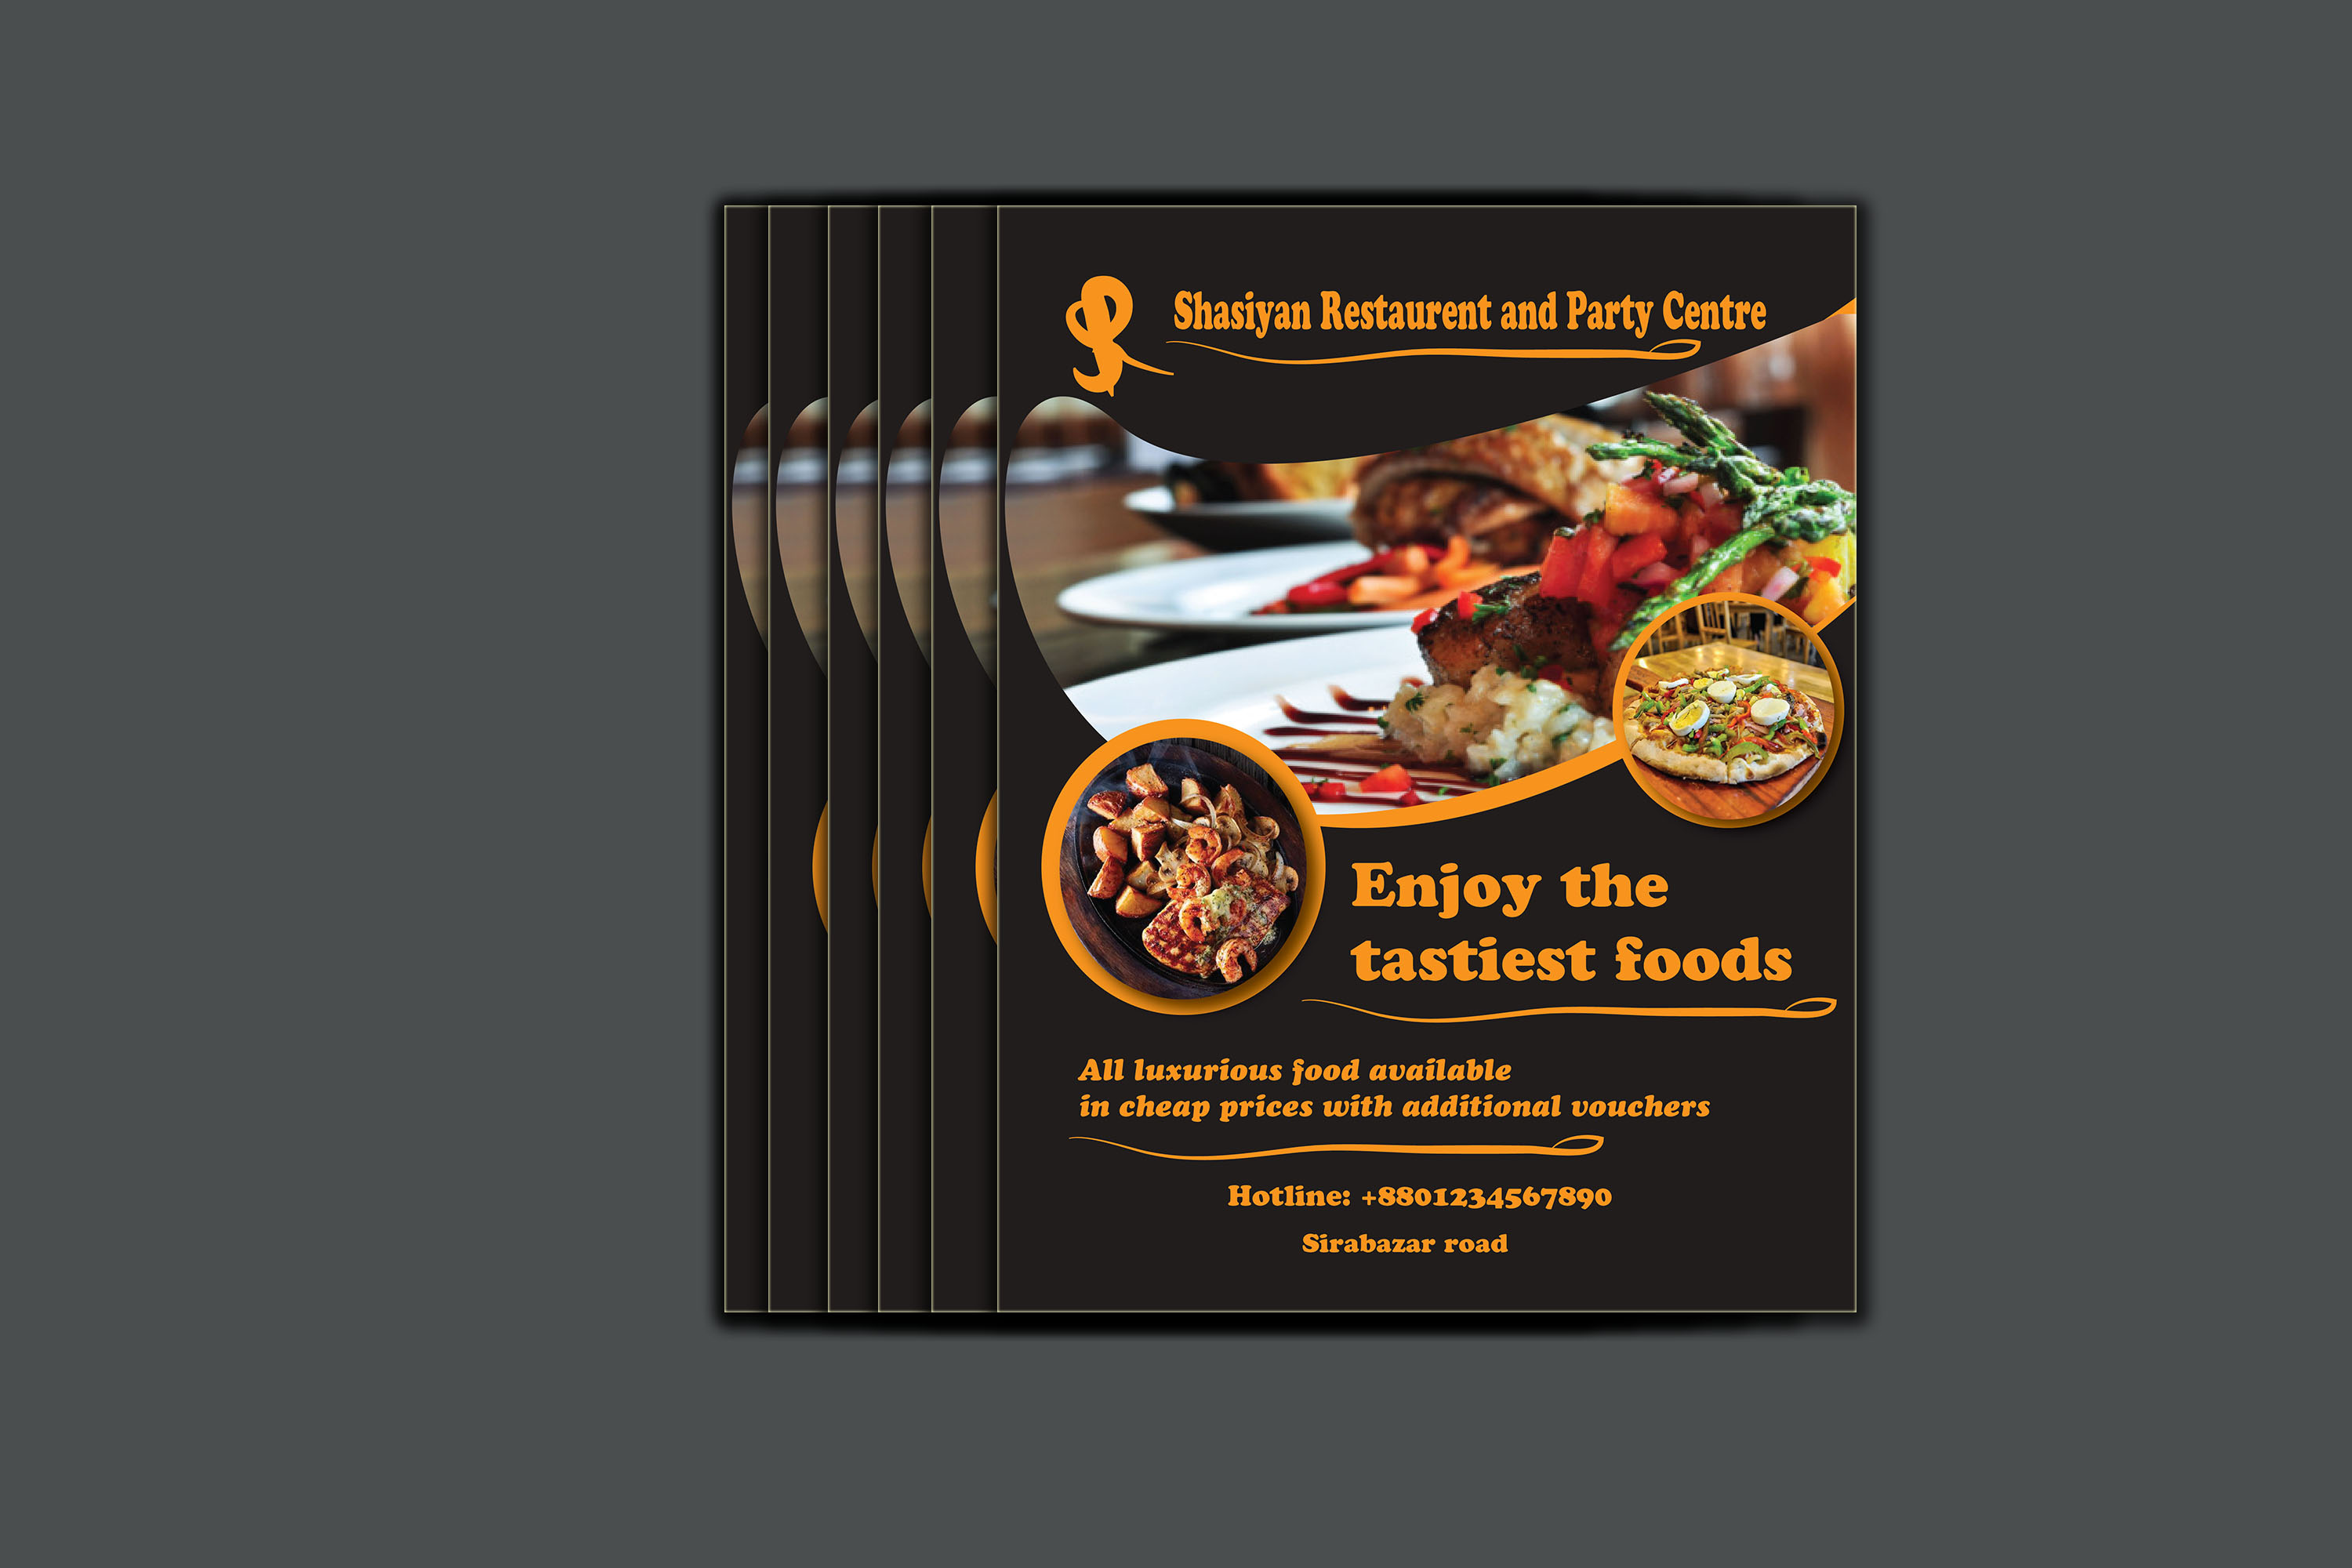 Shasiyan Restaurent and Party Centre
Enjoy the
tastiest foods
All luxurious food available
in cheap prices with additional vouchers
Hotline: +8801234567890
Sirabazar road